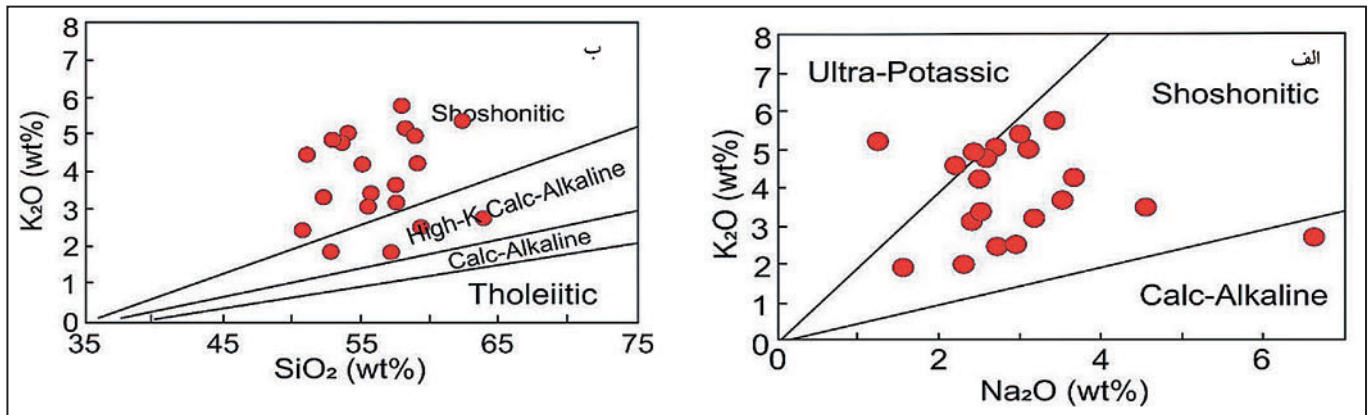 ب
K₂O (wt%)
8
7
6
5
4
3
2
1
0
Shoshonitic
High-K Calc-Alkaline
Calc-Alkaline
Tholeiitic
35 45 55 65 75
SiO₂ (wt%)
الف
K₂O (wt%)
8
7
6
5
4
3
2
1
0
Ultra-Potassic
Shoshonitic
Calc-Alkaline
0 2 4 6
Na₂O (wt%)